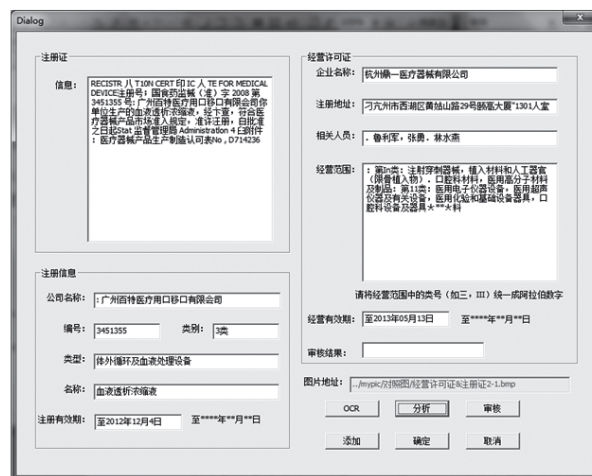 Dialog
注册证
信息:
RECISTR 八 T10N CERT 印 IC 人 TE FOR MEDICAL
DEVICE注册号:国食药监械(准)字 2008 第
3451355 号:广州百特医疗用口移口有限公司你
单位生产的血液透析浓缩液,经卞查,符合医
疗器械产品市场准入规定,准许注册,自批准
之日起Stat 监督管理局 Administration 4 臼附件
:医疗器械产品生产制造认可表No , D714236
注册信息
公司名称:
: 广州百特医疗用口移口有限公司
编号:
3451355
类别:
3类
类型:
体外循环及血液处理设备
名称:
血液透析浓缩液
注册有效期:
至2012年12月4日
至****年**月**日
经营许可证
企业名称:
杭州鼎一医疗器械有限公司
注册地址:
刁亢州市西湖区黄姑山路29号颐高大厦"1301人室
相关人员:
. 鲁利军,张勇.林水燕
经营范围:
: 第In类:注射穿刺器械,植入材料和人工器官
(限骨植入物).口腔科材料,医用高分子材料
及制品:第11类:医用电子仪器设备,医用超声
仪器及有关设备,医用化验和基础设备器具,口
腔科设备及器具*****料
请将经营范围中的类号(如三,III)统一成阿拉伯数字
经营有效期:
至2013年05月13日
至****年**月**日
审核结果:
图片地址:
../mypic/对照图/经营许可证&注册证2-1.bmp
OCR
分析
审核
添加
确定
取消